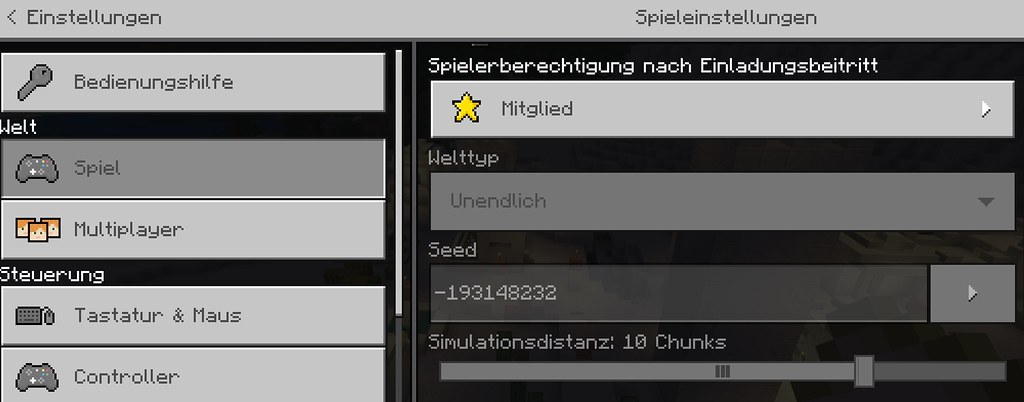 < Einstellungen
Spieleinstellungen
Bedienungshilfe
Welt
Spiel
Multiplayer
Steuerung
Tastatur & Maus
Controller
Spielerberechtigung nach Einladungsbeitritt
Mitglied
Welttyp
Unendlich
Seed
-193148232
Simulationsdistanz: 10 Chunks